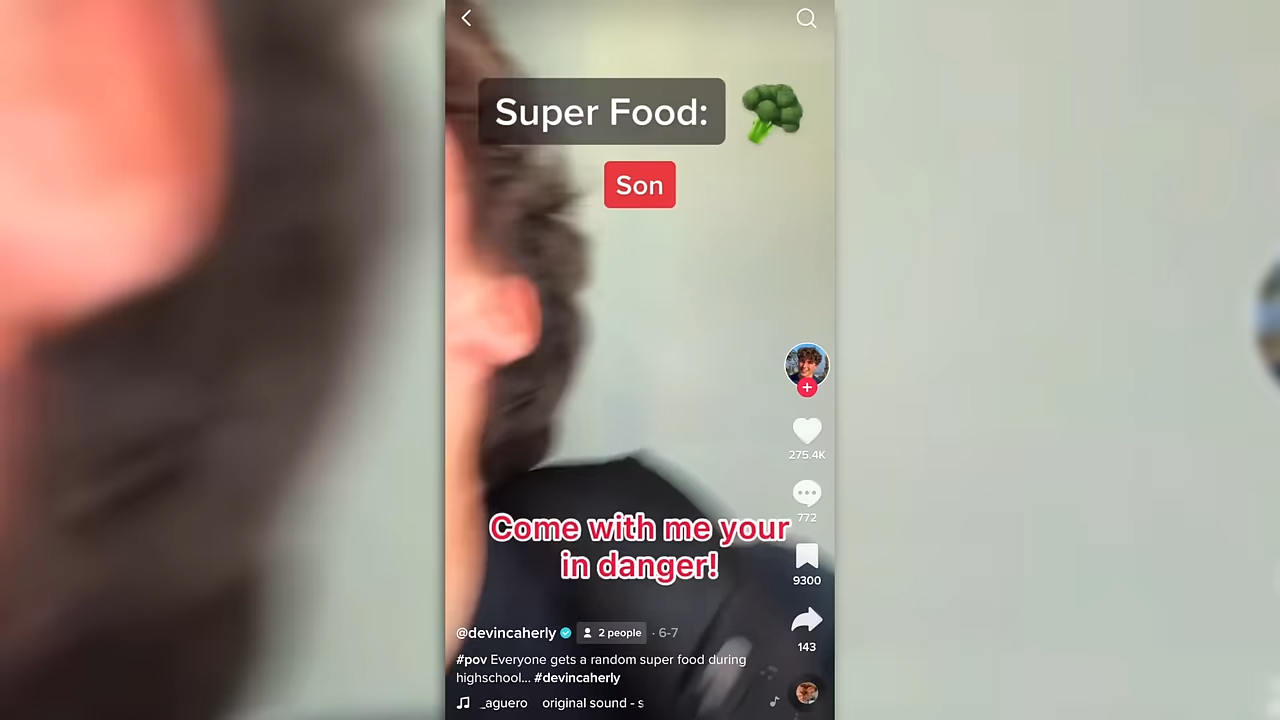 Super Food:
Son
275.4K
772
Come with me your
in danger!
9300
@devincaherly 2 people · 6-7
143
#pov Everyone gets a random super food during
highschool... #devincaherly
_aguero original sound - s